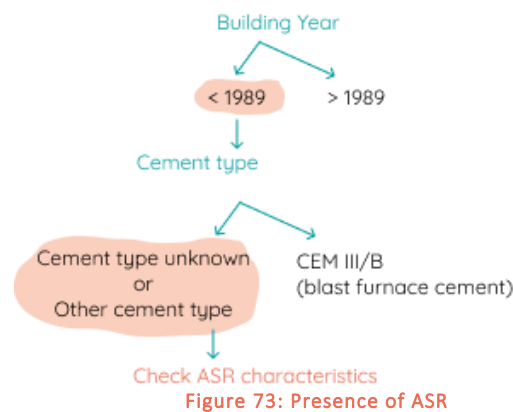 Building Year
< 1989
> 1989
Cement type
Cement type unknown
or
Other cement type
CEM III/B
(blast furnace cement)
Check ASR characteristics
Figure 73: Presence of ASR